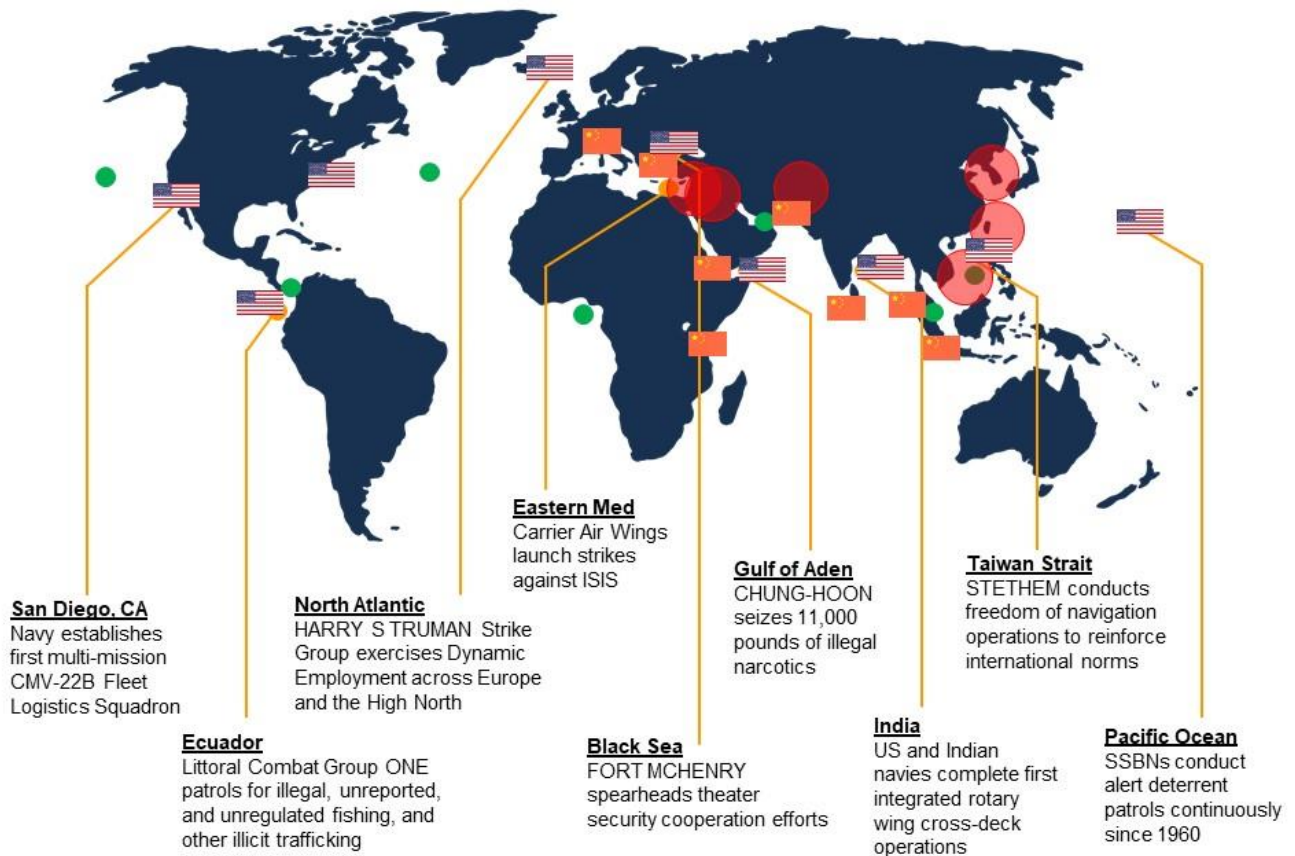 Eastern Med
Carrier Air Wings
launch strikes
against ISIS
Gulf of Aden
CHUNG-HOON
seizes 11,000
pounds of illegal
narcotics
Taiwan Strait
STETHEM conducts
freedom of navigation
operations to reinforce
international norms
San Diego, CA
Navy establishes
first multi-mission
CMV-22B Fleet
Logistics Squadron
North Atlantic
HARRY S TRUMAN Strike
Group exercises Dynamic
Employment across Europe
and the High North
Ecuador
Littoral Combat Group ONE
patrols for illegal, unreported,
and unregulated fishing, and
other illicit trafficking
Black Sea
FORT MCHENRY
spearheads theater
security cooperation efforts
India
US and Indian
navies complete first
integrated rotary
wing cross-deck
operations
Pacific Ocean
SSBNs conduct
alert deterrent
patrols continuously
since 1960